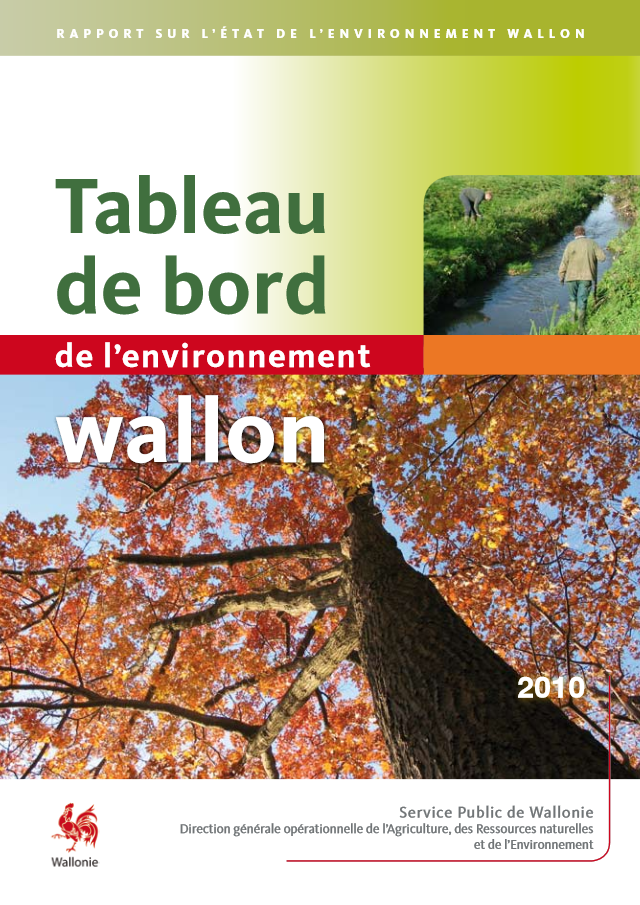 RAPPORT SUR L'ÉTAT DE L'ENVIRONNEMENT WALLON
Tableau
de bord
de l'environnement
wallon
2010
Service Public de Wallonie
Direction générale opérationnelle de l'Agriculture, des Ressources naturelles
et de l'Environnement
Wallonie